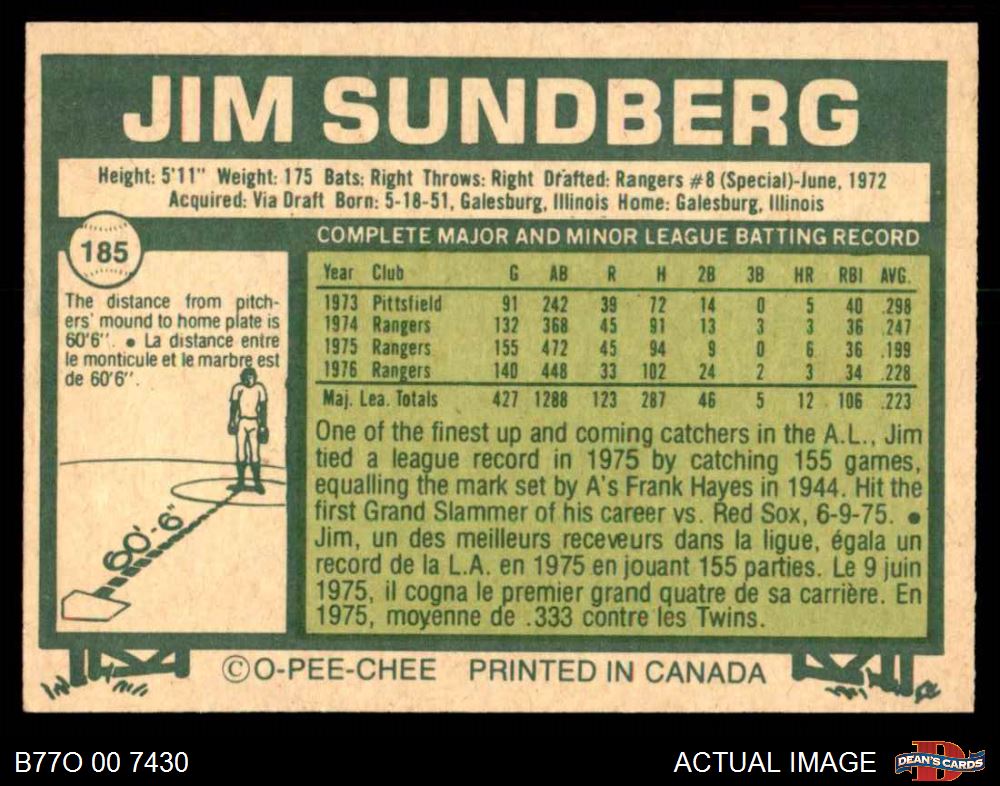 JIM SUNDBERG
Height: 5'11" Weight: 175 Bats: Right Throws: Right Drafted: Rangers #8 (Special)-June, 1972
Acquired: Via Draft Born: 5-18-51, Galesburg, Illinois Home: Galesburg, Illinois
185
The distance from pitch-
ers' mound to home plate is
60'6". • La distance entre
le monticule et le marbre est
de 60'6".
60'-6"
COMPLETE MAJOR AND MINOR LEAGUE BATTING RECORD
Year Club G AB R H 2B 3B HR RBI AVG.
1973 Pittsfield 91 242 39 72 14 0 5 40 .298
1974 Rangers 132 368 45 91 13 3 3 36 .247
1975 Rangers 155 472 45 94 9 0 6 36 .199
1976 Rangers 140 448 33 102 24 2 3 34 .228
Maj. Lea. Totals 427 1288 123 287 46 5 12 106 .223
One of the finest up and coming catchers in the A.L., Jim
tied a league record in 1975 by catching 155 games,
equalling the mark set by A's Frank Hayes in 1944. Hit the
first Grand Slammer of his career vs. Red Sox, 6-9-75. •
Jim, un des meilleurs receveurs dans la ligue, égala un
record de la L.A. en 1975 en jouant 155 parties. Le 9 juin
1975, il cogna le premier grand quatre de sa carrière. En
1975, moyenne de .333 contre les Twins.
©O-PEE-CHEE PRINTED IN CANADA
B77O 00 7430
ACTUAL IMAGE
DEAN'S CARDS